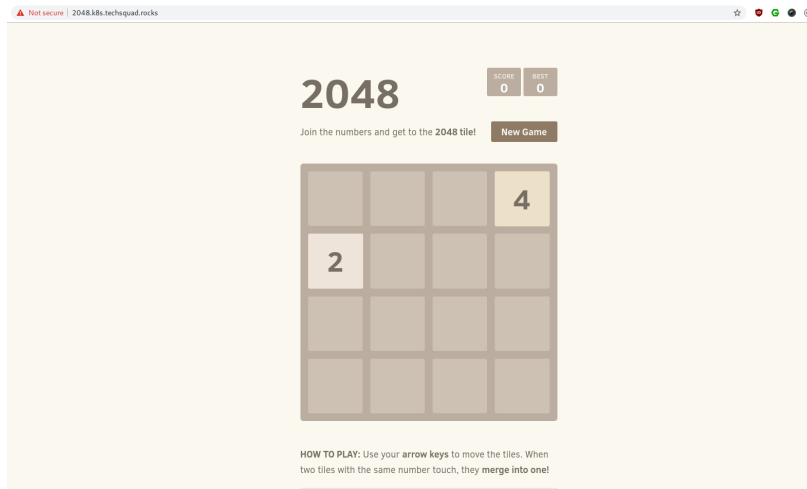 Not secure | 2048.k8s.techsquad.rocks
2048
SCORE
0
BEST
0
Join the numbers and get to the 2048 tile!
New Game
4
2
HOW TO PLAY: Use your arrow keys to move the tiles. When
two tiles with the same number touch, they merge into one!